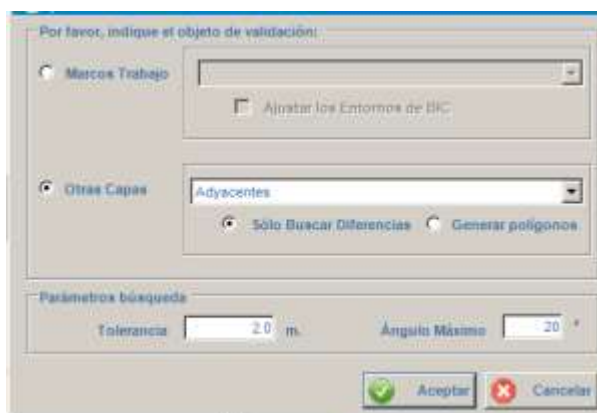 Por favor, indique el objeto de validación:
Marcos Trabajo
Ajustar los Entornos de BIC
Otras Capas
Adyacentes
Sólo Buscar Diferencias Generar polígonos
Parámetros búsqueda
Tolerancia 2.0 m. Ángulo Máximo 20 °
Aceptar Cancelar